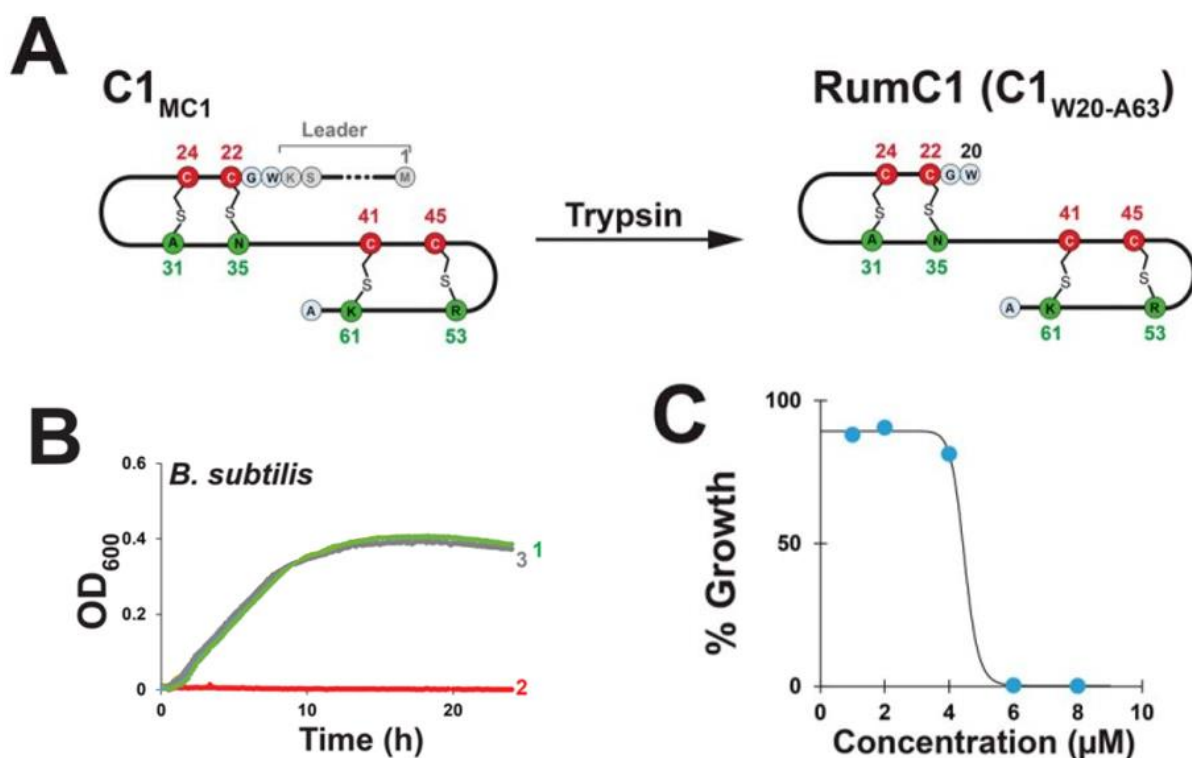 A
C1MC1
Leader
24 22 1
C C G W K S M
S S
A N
31 35
41 45
C C
S S
A K R
61 53
Trypsin
RumC1 (C1W20-A63)
24 22 20
C C G W
S S
A N
31 35
41 45
C C
S S
A K R
61 53
B
B. subtilis
OD600
0.6
0.4
0.2
0
0 10 20
Time (h)
1
3
2
C
% Growth
100
50
0
0 2 4 6 8 10
Concentration (µM)